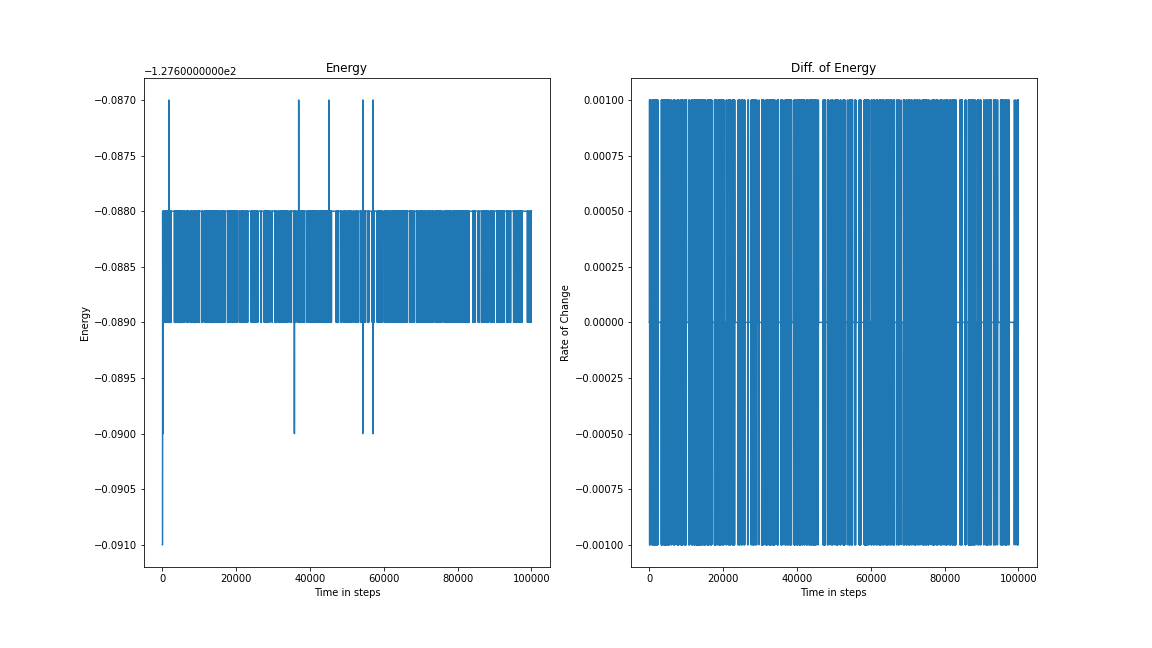 Energy
−1.2760000000e2
−0.0870
−0.0875
−0.0880
−0.0885
−0.0890
−0.0895
−0.0900
−0.0905
−0.0910
Energy
0 20000 40000 60000 80000 100000
Time in steps
Diff. of Energy
0.00100
0.00075
0.00050
0.00025
0.00000
−0.00025
−0.00050
−0.00075
−0.00100
Rate of Change
0 20000 40000 60000 80000 100000
Time in steps